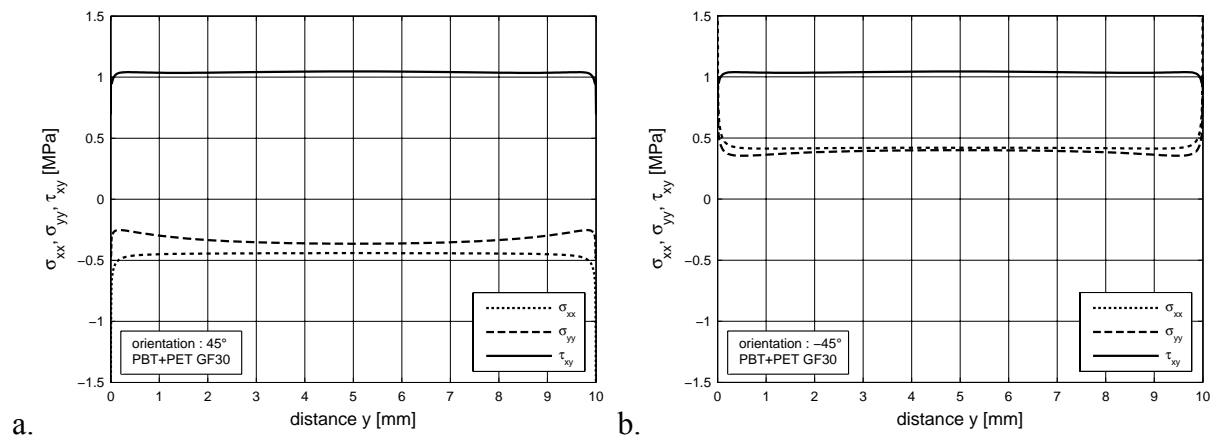 1.5
1
0.5
0
−0.5
−1
−1.5
σxx, σyy, τxy [MPa]
0 1 2 3 4 5 6 7 8 9 10
distance y [mm]
orientation : 45°
PBT+PET GF30
σxx
σyy
τxy
a.
1.5
1
0.5
0
−0.5
−1
−1.5
σxx, σyy, τxy [MPa]
0 1 2 3 4 5 6 7 8 9 10
distance y [mm]
orientation : −45°
PBT+PET GF30
σxx
σyy
τxy
b.